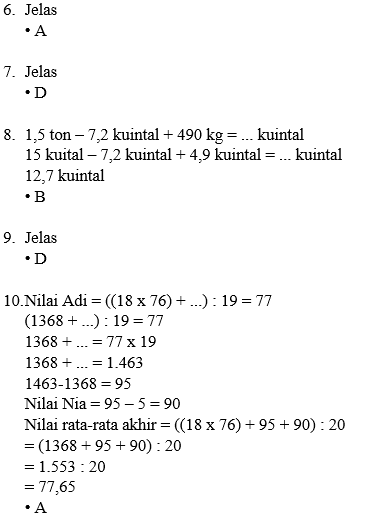 6. Jelas
• A
7. Jelas
• D
8. 1,5 ton – 7,2 kuintal + 490 kg = ... kuintal
15 kuital – 7,2 kuintal + 4,9 kuintal = ... kuintal
12,7 kuintal
• B
9. Jelas
• D
10.Nilai Adi = ((18 x 76) + ...) : 19 = 77
(1368 + ...) : 19 = 77
1368 + ... = 77 x 19
1368 + ... = 1.463
1463-1368 = 95
Nilai Nia = 95 – 5 = 90
Nilai rata-rata akhir = ((18 x 76) + 95 + 90) : 20
= (1368 + 95 + 90) : 20
= 1.553 : 20
= 77,65
• A